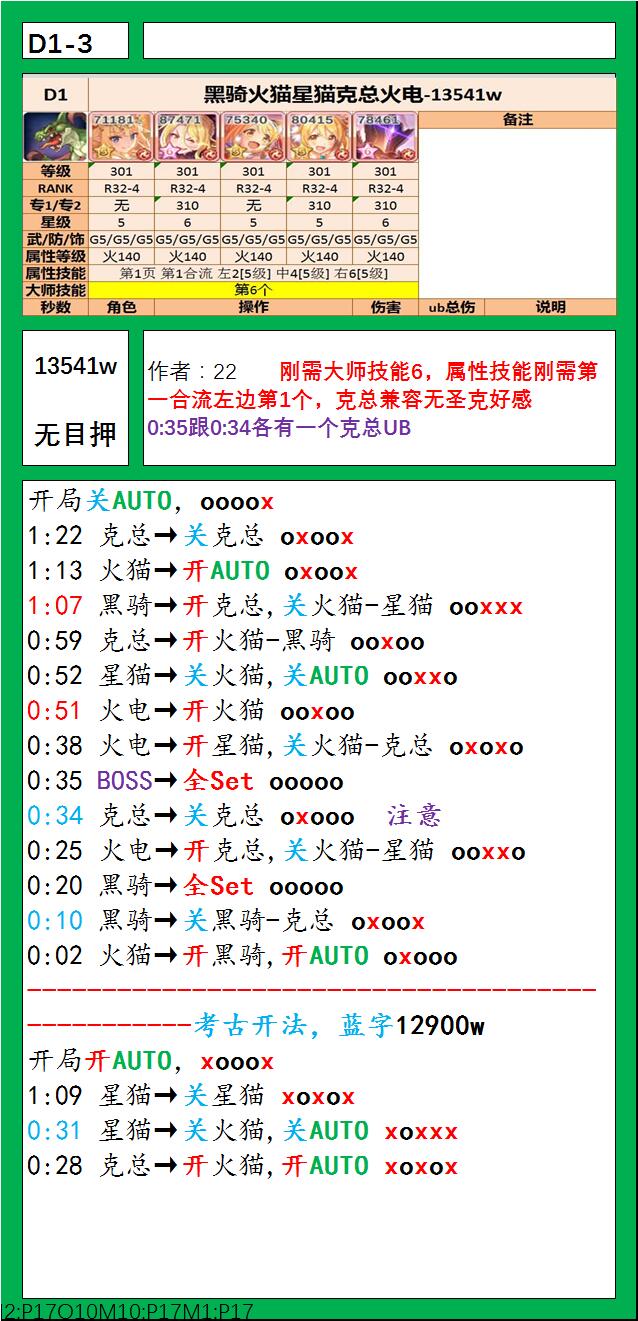 D1-3
D1 黑骑火猫星猫克总火电-13541w
71181 87471 75340 80415 78461 备注
等级 301 301 301 301 301
RANK R32-4 R32-4 R32-4 R32-4 R32-4
专1/专2 无 310 无 310 310
星级 5 6 5 5 6
武/防/饰 G5/G5/G5 G5/G5/G5 G5/G5/G5 G5/G5/G5 G5/G5/G5
属性等级 火140 火140 火140 火140 火140
属性技能 第1页 第1合流 左2[5级] 中4[5级] 右6[5级]
大师技能 第6个
秒数 角色 操作 伤害 ub总伤 说明
13541w
无目押
作者：22 刚需大师技能6，属性技能刚需第
一合流左边第1个，克总兼容无圣克好感
0:35跟0:34各有一个克总UB
开局关AUTO, oooox
1:22 克总→关克总 oxoox
1:13 火猫→开AUTO oxoox
1:07 黑骑→开克总,关火猫-星猫 ooxxx
0:59 克总→开火猫-黑骑 ooxoo
0:52 星猫→关火猫,关AUTO ooxxo
0:51 火电→开火猫 ooxoo
0:38 火电→开星猫,关火猫-克总 oxoxo
0:35 BOSS→全Set ooooo
0:34 克总→关克总 oxooo 注意
0:25 火电→开克总,关火猫-星猫 ooxxo
0:20 黑骑→全Set ooooo
0:10 黑骑→关黑骑-克总 oxoox
0:02 火猫→开黑骑,开AUTO oxooo
--------------------------------------
-----------考古开法, 蓝字12900w
开局开AUTO, xooox
1:09 星猫→关星猫 xoxox
0:31 星猫→关火猫,关AUTO xoxxx
0:28 克总→开火猫,开AUTO xoxox
2:P17O10M10:P17M1:P17